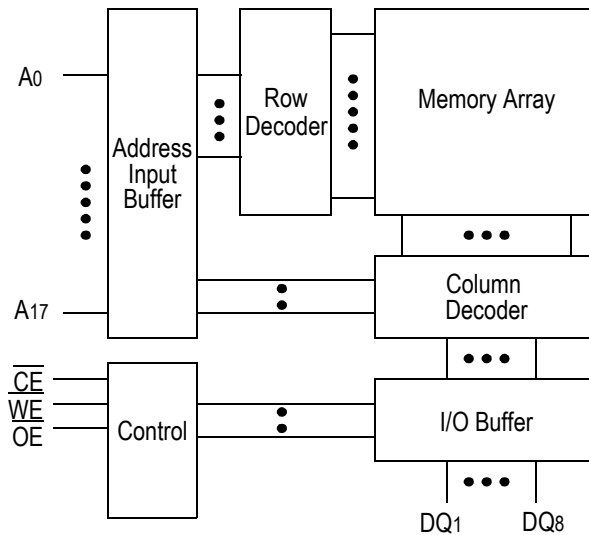 A0
Row
Decoder
Memory Array
Address
Input
Buffer
A17
Column
Decoder
CE
WE
OE
Control
I/O Buffer
DQ1
DQ8